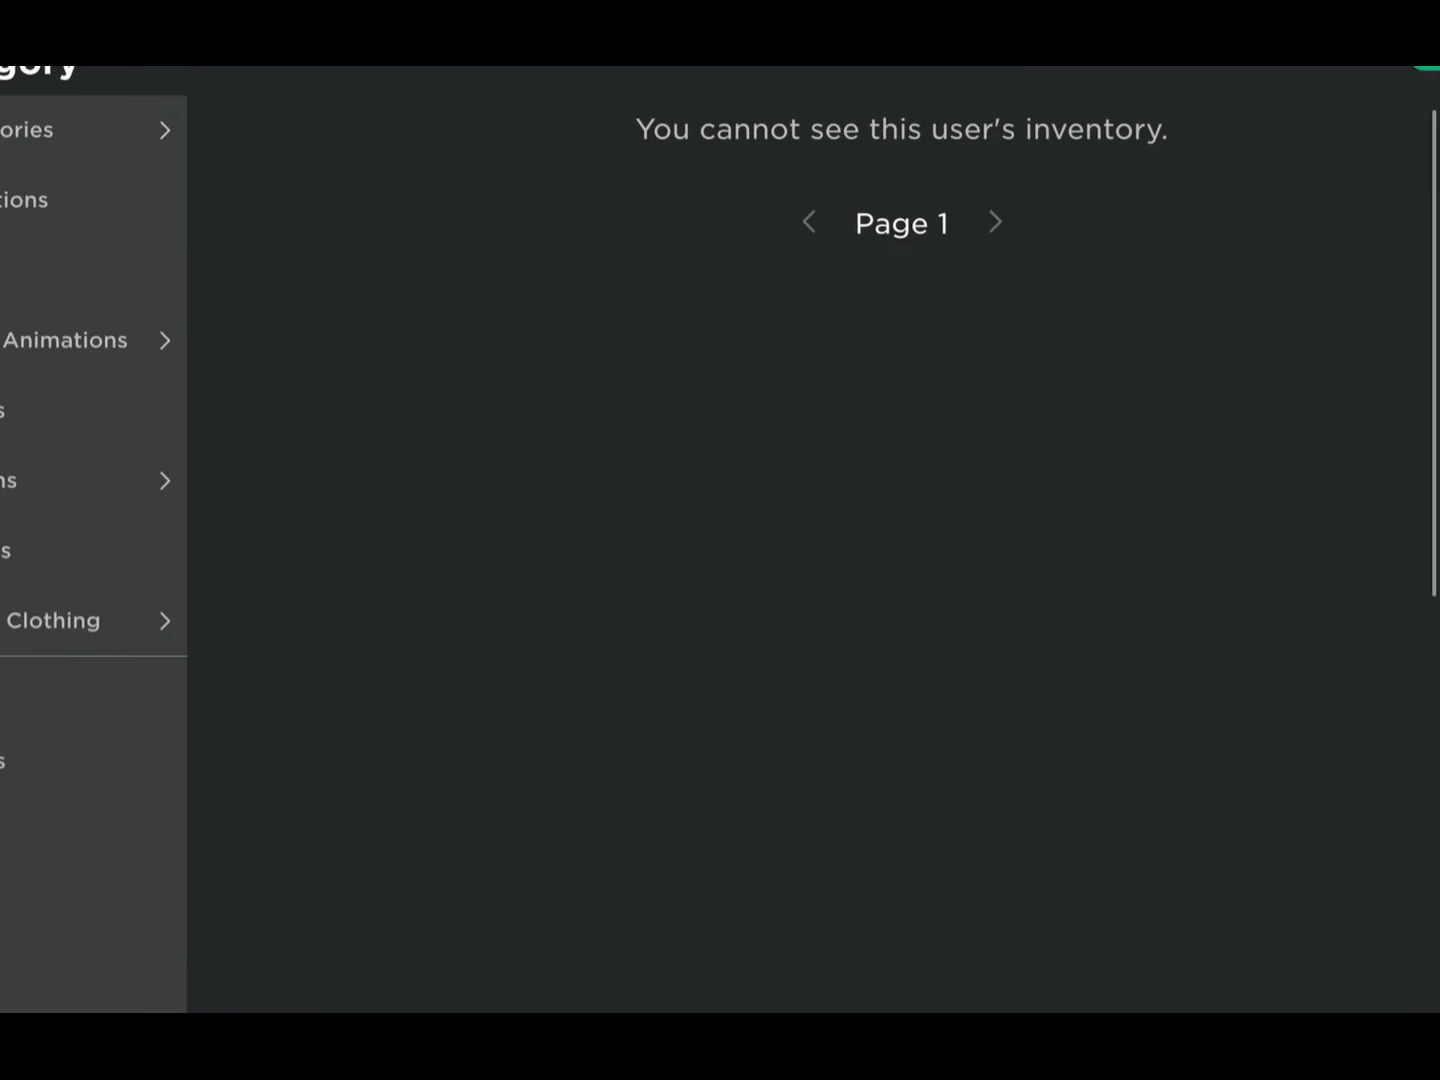 ories
tions
Animations
s
ns
s
Clothing
s
You cannot see this user's inventory.
Page 1